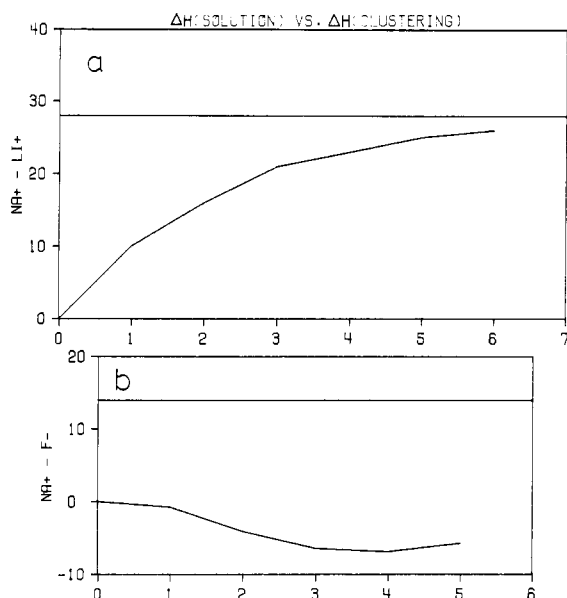 ΔH(SOLUTION) VS. ΔH(CLUSTERING)
a
40
30
20
10
0
NA+ - LI+
0 1 2 3 4 5 6 7
b
20
10
0
-10
NA+ - F-
0 1 2 3 4 5 6